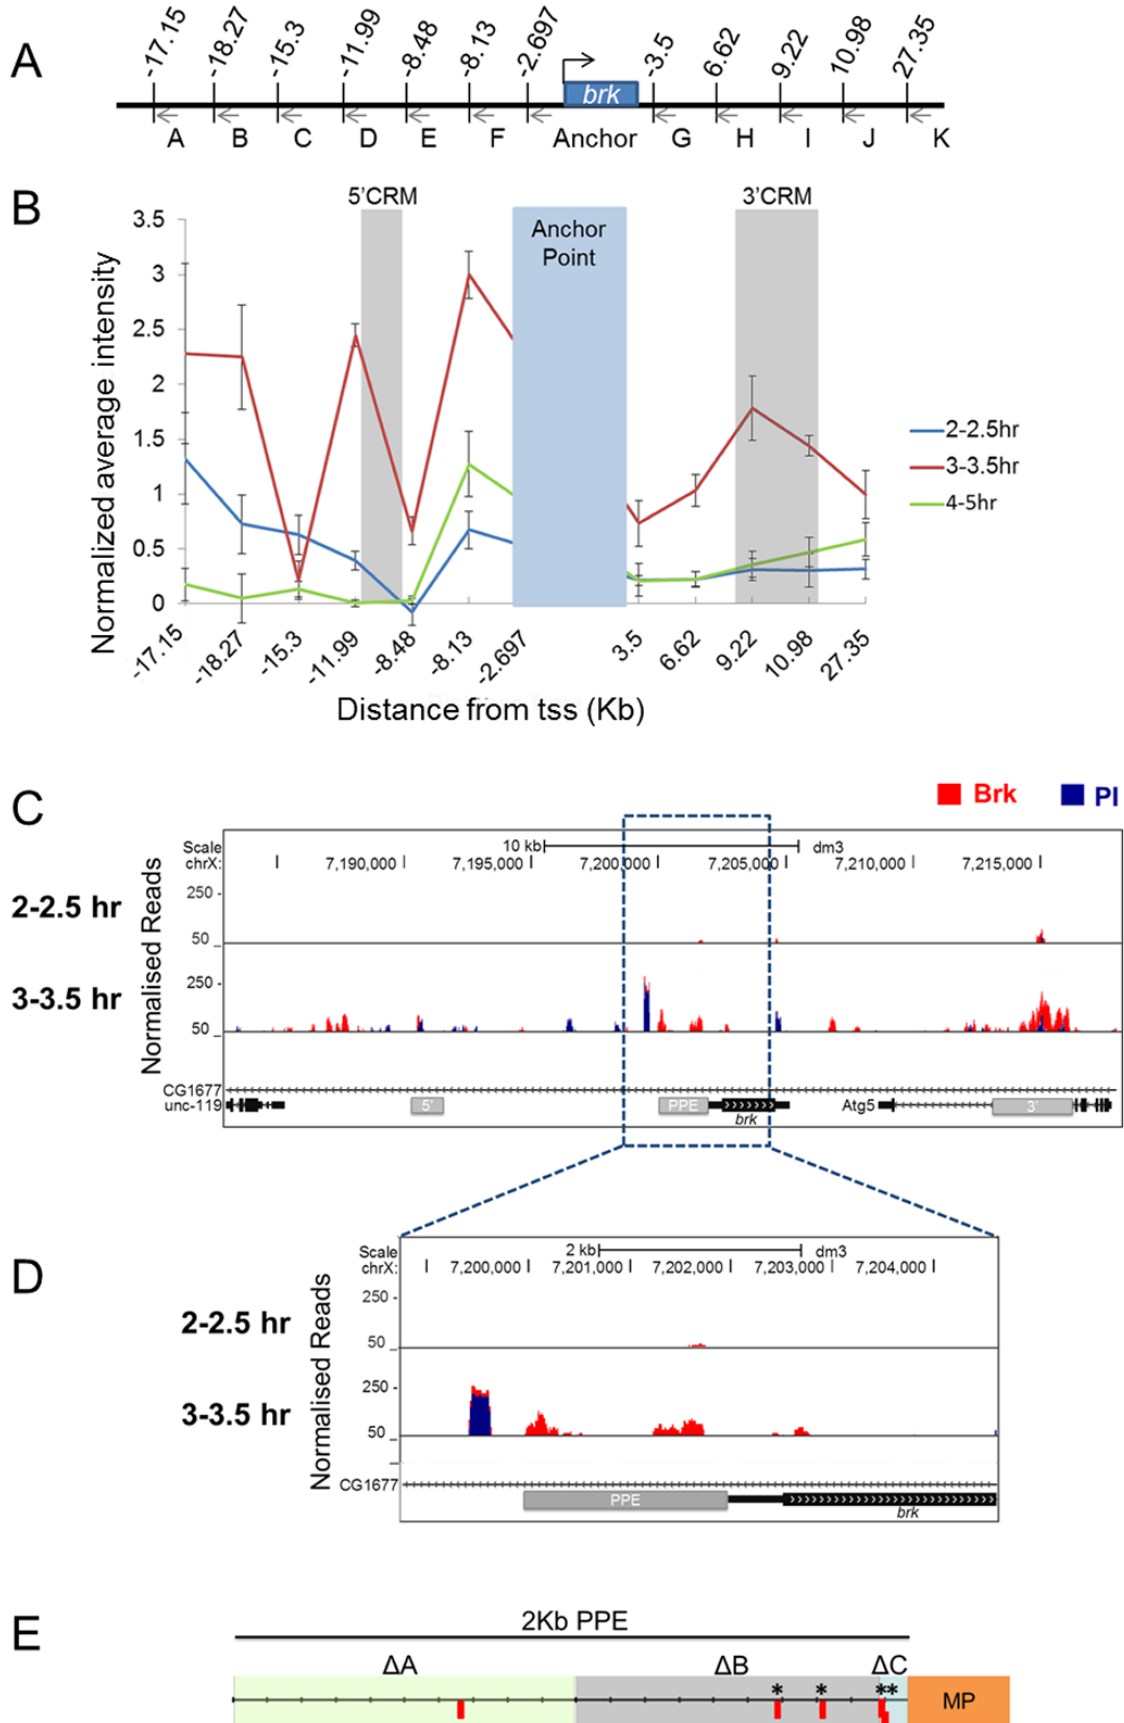 A
-17.15 -18.27 -15.3 -11.99 -8.48 -8.13 -2.697 -3.5 6.62 9.22 10.98 27.35
brk
A B C D E F Anchor G H I J K
B
5'CRM 3'CRM
Anchor
Point
Normalized average intensity
3.5
3
2.5
2
1.5
1
0.5
0
2-2.5hr
3-3.5hr
4-5hr
-17.15 -18.27 -15.3 -11.99 -8.48 -8.13 -2.697 3.5 6.62 9.22 10.98 27.35
Distance from tss (Kb)
C
Brk PI
Scale 10 kb dm3
chrX: 7,190,000 7,195,000 7,200,000 7,205,000 7,210,000 7,215,000
Normalised Reads
2-2.5 hr
250
50
3-3.5 hr
250
50
CG1677
unc-119 5' PPE brk Atg5 3'
D
Scale 2 kb dm3
chrX: 7,200,000 7,201,000 7,202,000 7,203,000 7,204,000
Normalised Reads
2-2.5 hr
250
50
3-3.5 hr
250
50
CG1677
PPE
brk
E
2Kb PPE
ΔA ΔB ΔC
* * **
MP